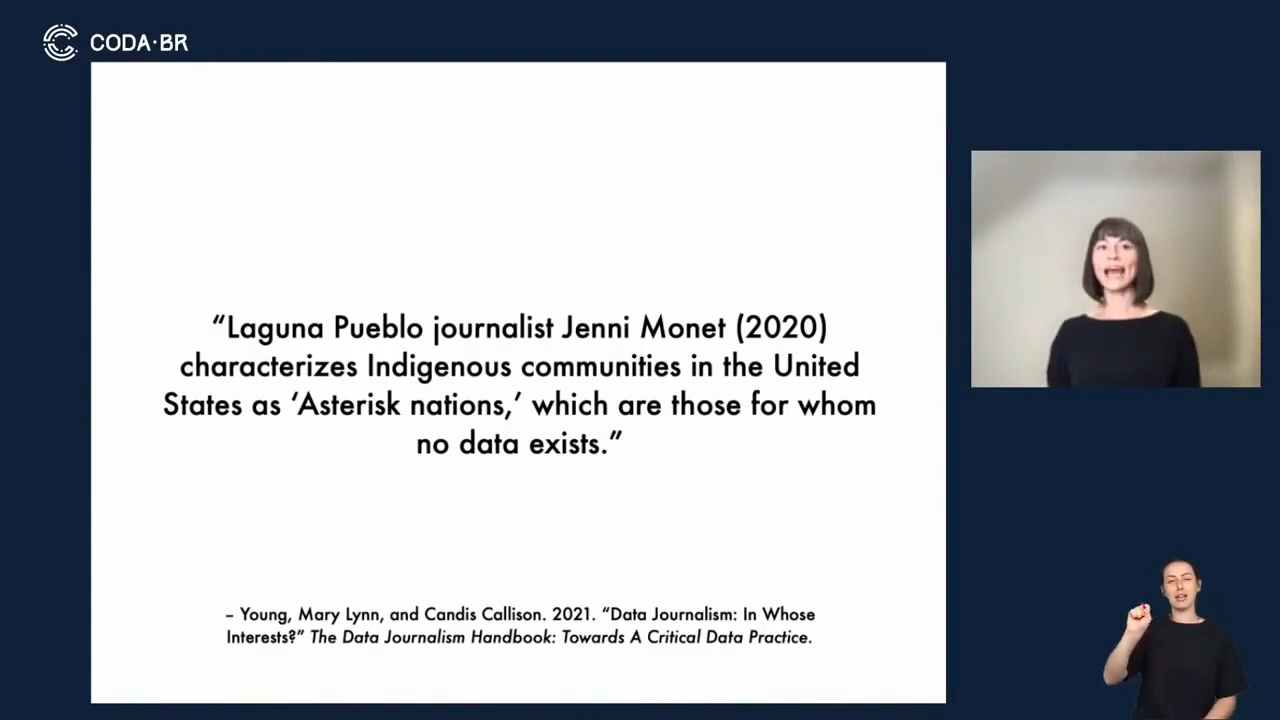 CODA·BR
“Laguna Pueblo journalist Jenni Monet (2020)
characterizes Indigenous communities in the United
States as ‘Asterisk nations,’ which are those for whom
no data exists.”
– Young, Mary Lynn, and Candis Callison. 2021. “Data Journalism: In Whose
Interests?” The Data Journalism Handbook: Towards A Critical Data Practice.